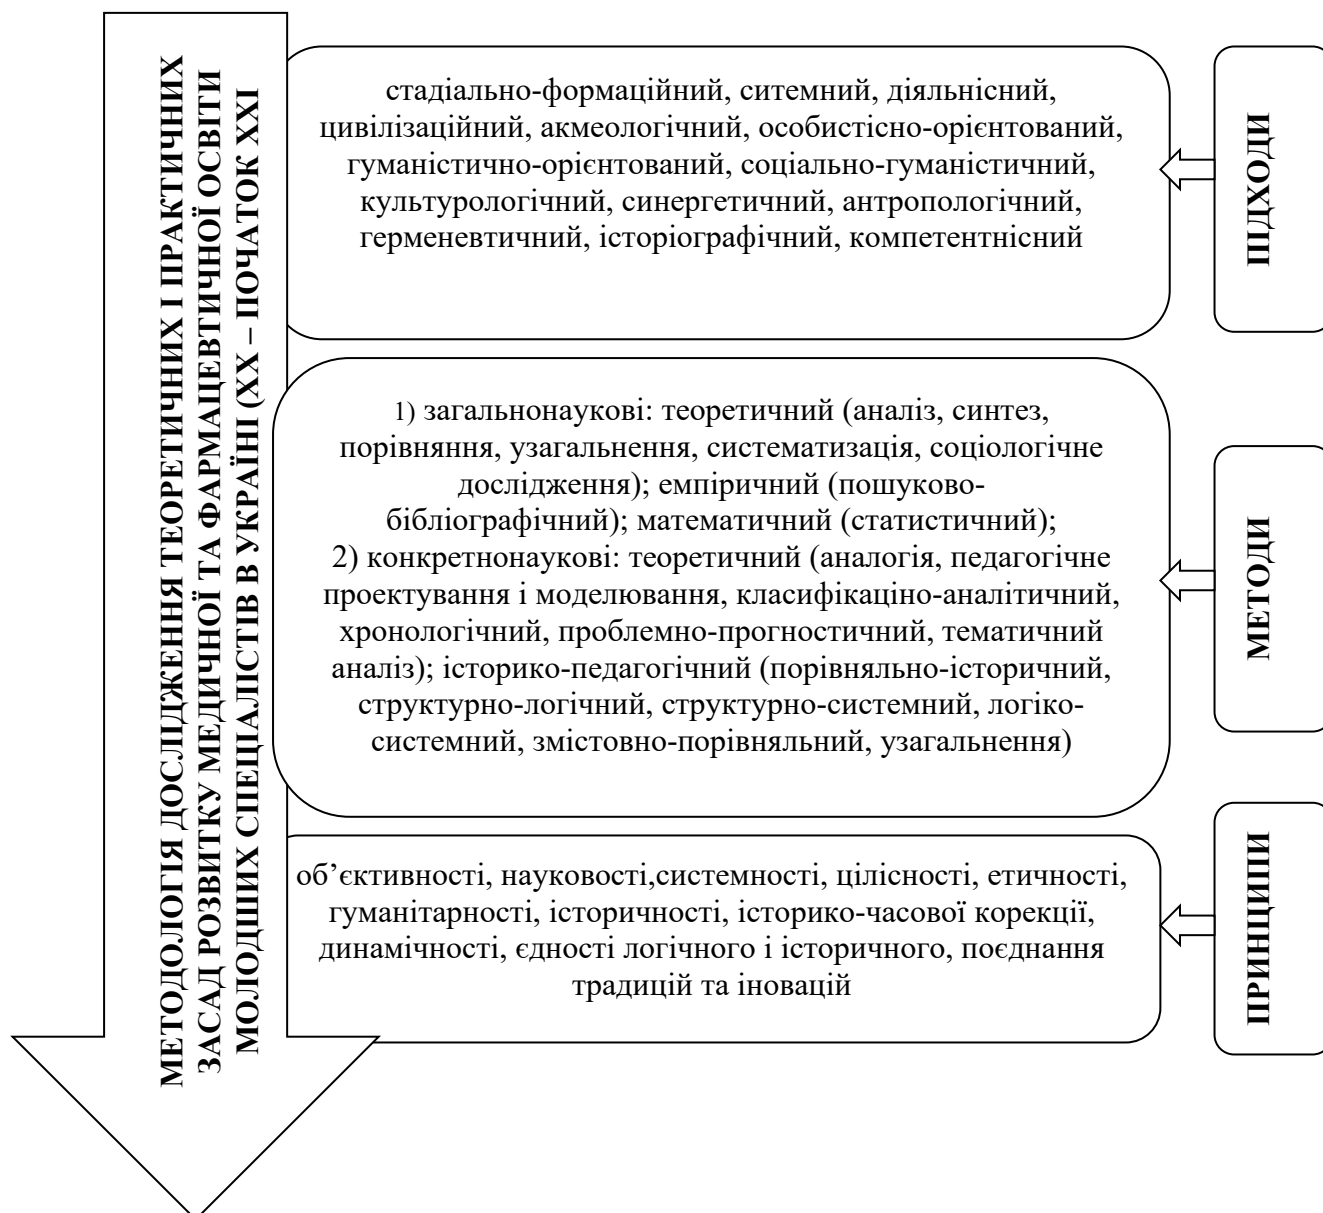 МЕТОДОЛОГІЯ ДОСЛІДЖЕННЯ ТЕОРЕТИЧНИХ І ПРАКТИЧНИХ
ЗАСАД РОЗВИТКУ МЕДИЧНОЇ ТА ФАРМАЦЕВТИЧНОЇ ОСВІТИ
МОЛОДШИХ СПЕЦІАЛІСТІВ В УКРАЇНІ (ХХ – ПОЧАТОК ХХІ
стадіально-формаційний, ситемний, діяльнісний,
цивілізаційний, акмеологічний, особистісно-орієнтований,
гуманістично-орієнтований, соціально-гуманістичний,
культурологічний, синергетичний, антропологічний,
герменевтичний, історіографічний, компетентнісний
ПІДХОДИ
1) загальнонаукові: теоретичний (аналіз, синтез,
порівняння, узагальнення, систематизація, соціологічне
дослідження); емпіричний (пошуково-
бібліографічний); математичний (статистичний);
2) конкретнонаукові: теоретичний (аналогія, педагогічне
проектування і моделювання, класифікаціно-аналітичний,
хронологічний, проблемно-прогностичний, тематичний
аналіз); історико-педагогічний (порівняльно-історичний,
структурно-логічний, структурно-системний, логіко-
системний, змістовно-порівняльний, узагальнення)
МЕТОДИ
об’єктивності, науковості,системності, цілісності, етичності,
гуманітарності, історичності, історико-часової корекції,
динамічності, єдності логічного і історичного, поєднання
традицій та іновацій
ПРИНЦИПИ